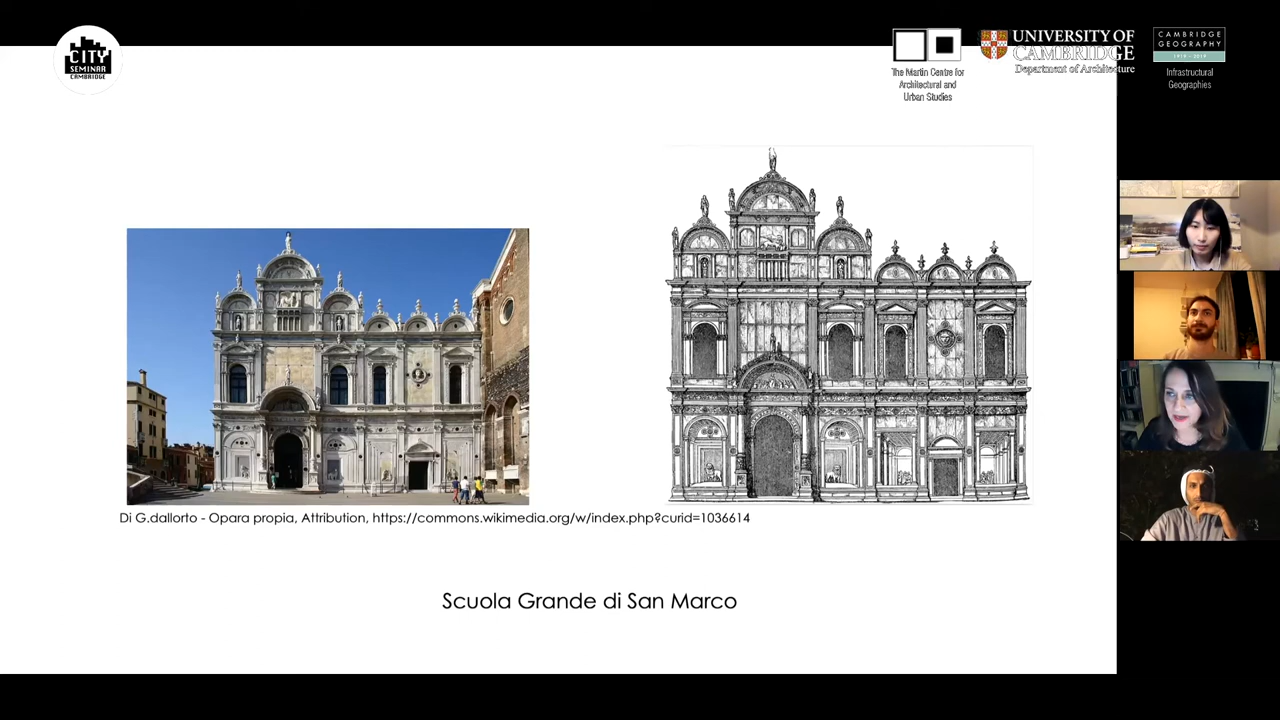 CITY
SEMINAR
CAMBRIDGE
The Martin Centre for
Architectural and
Urban Studies
UNIVERSITY OF
CAMBRIDGE
Department of Architecture
CAMBRIDGE
GEOGRAPHY
1919 - 2019
Infrastructural
Geographies
Di G.dallorto - Opara propia, Attribution, https://commons.wikimedia.org/w/index.php?curid=1036614
Scuola Grande di San Marco